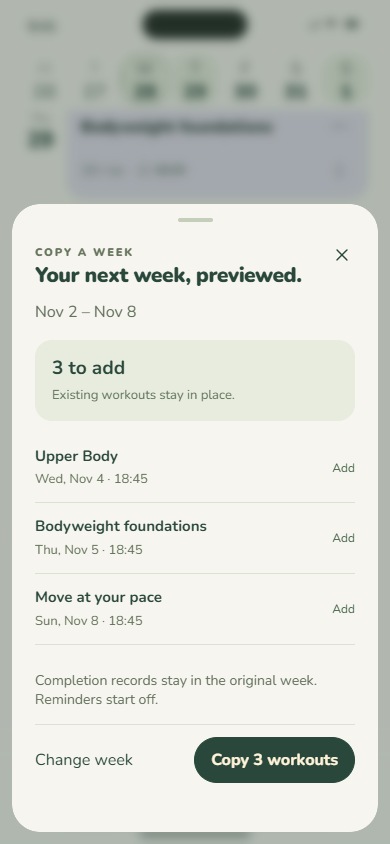 Bodyweight foundations
COPY A WEEK
Your next week, previewed.
Nov 2 – Nov 8
3 to add
Existing workouts stay in place.
Upper Body
Wed, Nov 4 · 18:45
Add
Bodyweight foundations
Thu, Nov 5 · 18:45
Add
Move at your pace
Sun, Nov 8 · 18:45
Add
Completion records stay in the original week.
Reminders start off.
Change week
Copy 3 workouts